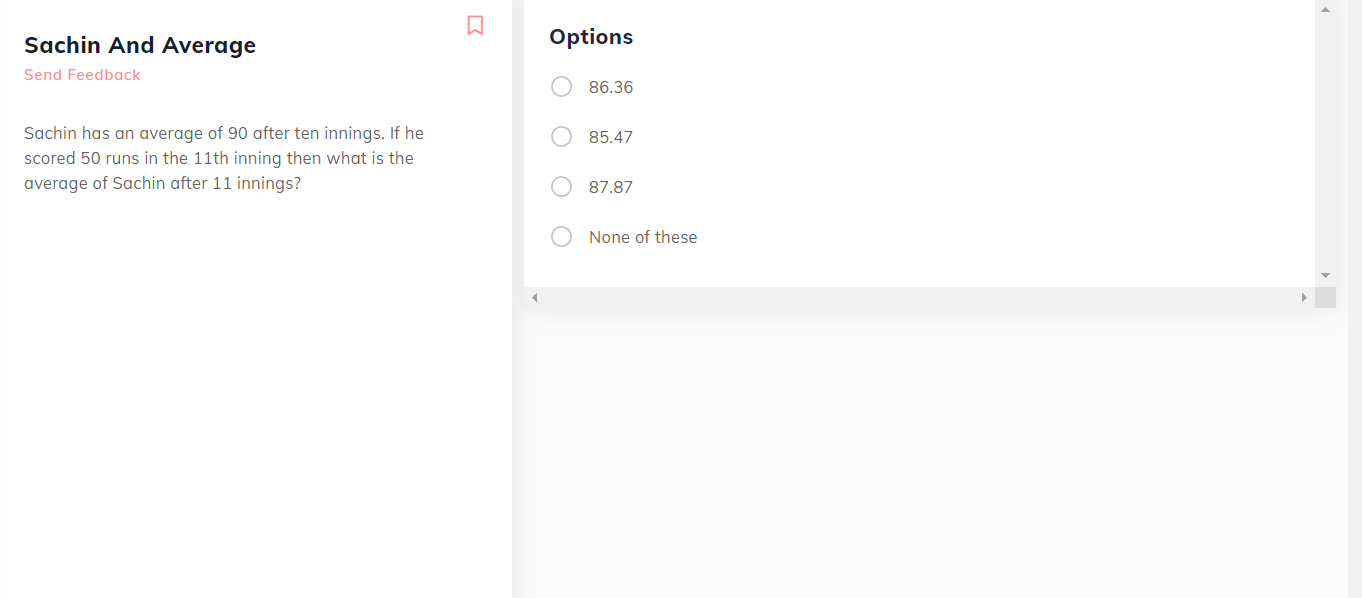 Sachin And Average
Send Feedback
Sachin has an average of 90 after ten innings. If he
scored 50 runs in the 11th inning then what is the
average of Sachin after 11 innings?
Options
86.36
85.47
87.87
None of these